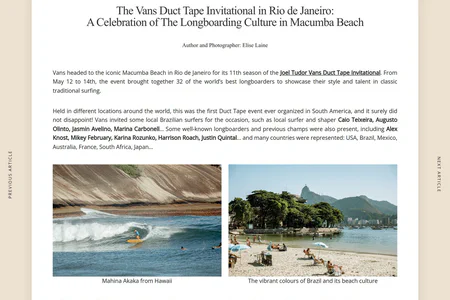 The Vans Duct Tape Invitational in Rio de Janeiro:
A Celebration of The Longboarding Culture in Macumba Beach
Author and Photographer: Elise Laine
Vans headed to the iconic Macumba Beach in Rio de Janeiro for its 11th season of the Joel Tudor Vans Duct Tape Invitational. From
May 12 to 14th, the event brought together 32 of the world's best longboarders to showcase their style and talent in classic
traditional surfing.
Held in different locations around the world, this was the first Duct Tape event ever organized in South America, and it surely did
not disappoint! Vans invited some local Brazilian surfers for the occasion, such as local surfer and shaper Caio Teixeira, Augusto
Olinto, Jasmin Avelino, Marina Carbonell... Some well-known longboarders and previous champs were also present, including Alex
Knost, Mikey February, Karina Rozunko, Harrison Roach, Justin Quintal... and many countries were represented: USA, Brazil, Mexico,
Australia, France, South Africa, Japan...
PREVIOUS ARTICLE
NEXT ARTICLE
Mahina Akaka from Hawaii
The vibrant colours of Brazil and its beach culture